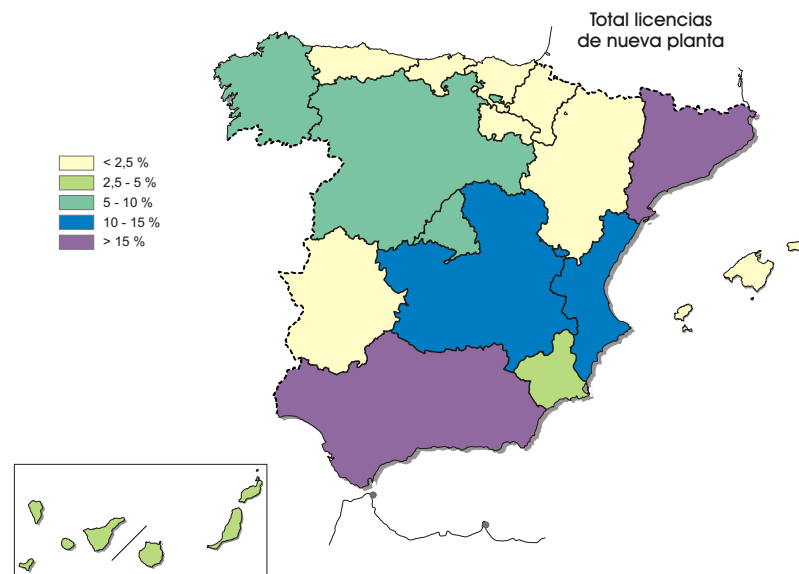 Total licencias
de nueva planta
< 2,5 %
2,5 - 5 %
5 - 10 %
10 - 15 %
> 15 %